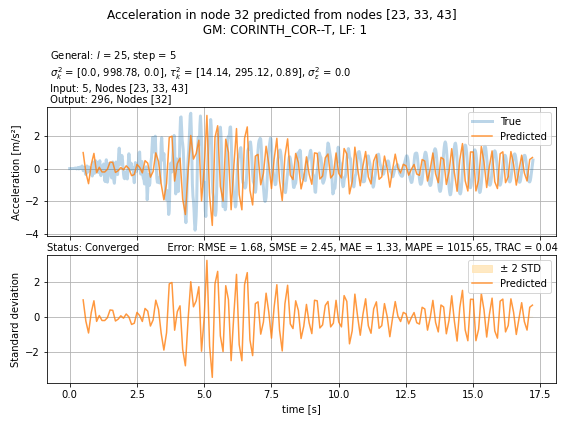 Acceleration in node 32 predicted from nodes [23, 33, 43]
GM: CORINTH_COR--T, LF: 1
General: l = 25, step = 5
σ²ₖ = [0.0, 998.78, 0.0], τ²ₖ = [14.14, 295.12, 0.89], σ²ε = 0.0
Input: 5, Nodes [23, 33, 43]
Output: 296, Nodes [32]
Acceleration [m/s²]
2
0
−2
−4
True
Predicted
Status: Converged
Error: RMSE = 1.68, SMSE = 2.45, MAE = 1.33, MAPE = 1015.65, TRAC = 0.04
Standard deviation
2
0
−2
± 2 STD
Predicted
0.0 2.5 5.0 7.5 10.0 12.5 15.0 17.5
time [s]